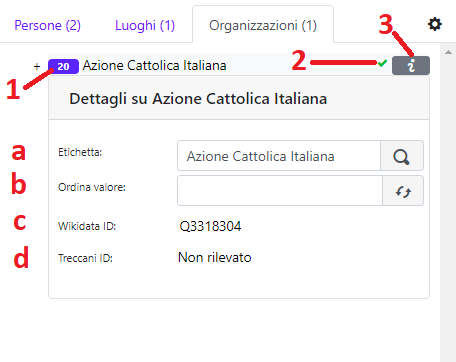 Persone (2) Luoghi (1) Organizzazioni (1)
3
+ 20 Azione Cattolica Italiana 2 i
1
Dettagli su Azione Cattolica Italiana
a Etichetta: Azione Cattolica Italiana
b Ordina valore:
c Wikidata ID: Q3318304
d Treccani ID: Non rilevato